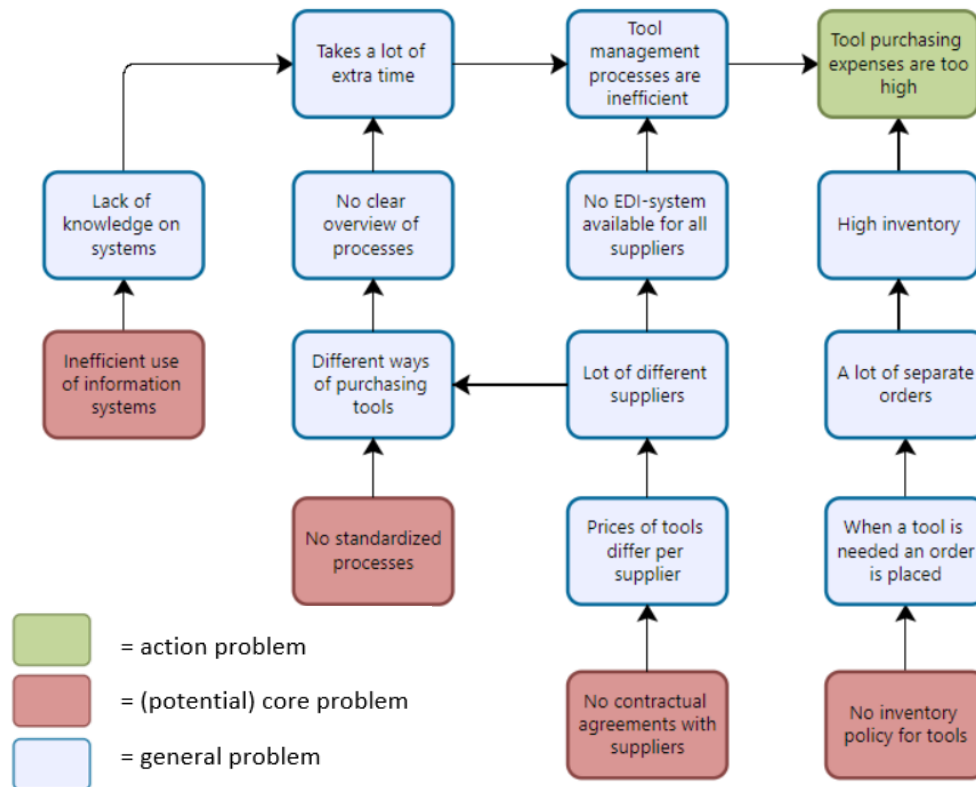 Takes a lot of
extra time
Tool
management
processes are
inefficient
Tool purchasing
expenses are too
high
Lack of
knowledge on
systems
No clear
overview of
processes
No EDI-system
available for all
suppliers
High inventory
Inefficient use
of information
systems
Different ways
of purchasing
tools
Lot of different
suppliers
A lot of separate
orders
No standardized
processes
Prices of tools
differ per
supplier
When a tool is
needed an order
is placed
No contractual
agreements with
suppliers
No inventory
policy for tools
= action problem
= (potential) core problem
= general problem